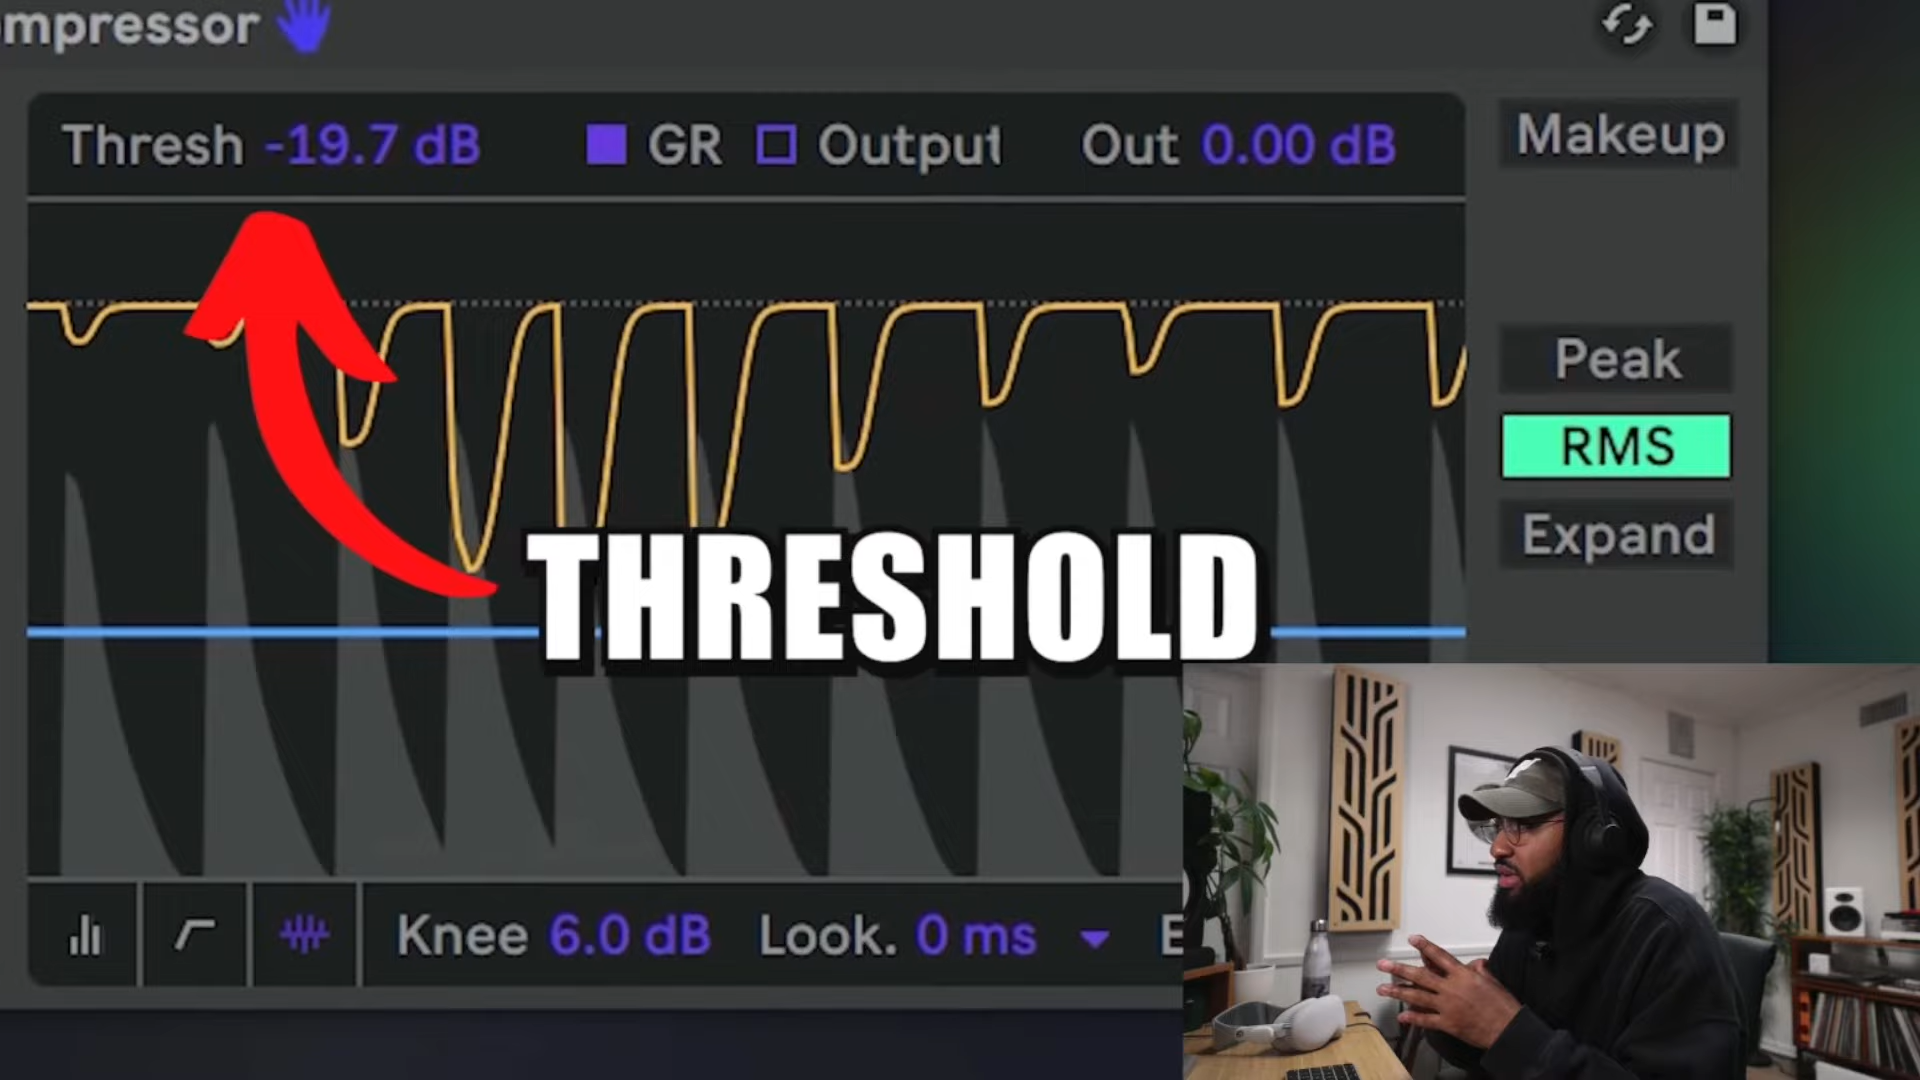 mpressor
Thresh -19.7 dB GR Output Out 0.00 dB
Makeup
Peak
RMS
Expand
THRESHOLD
Knee 6.0 dB Look. 0 ms E